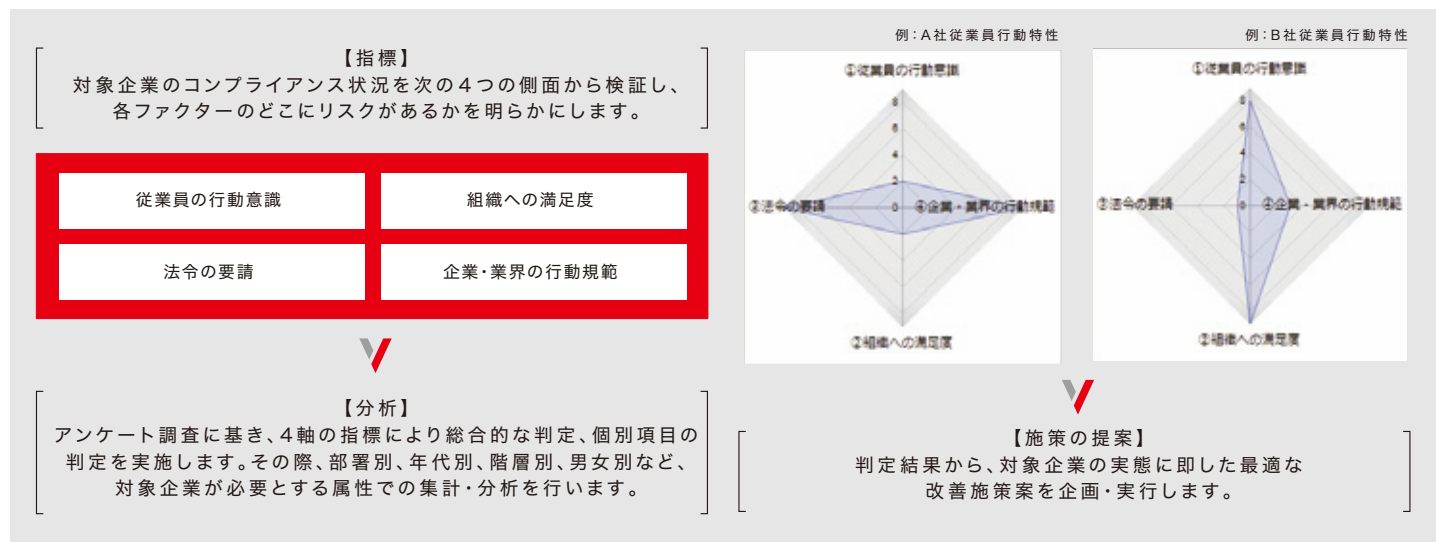 【指標】
対象企業のコンプライアンス状況を次の4つの側面から検証し、
各ファクターのどこにリスクがあるかを明らかにします。
従業員の行動意識
組織への満足度
法令の要請
企業・業界の行動規範
【分析】
アンケート調査に基き、4軸の指標により総合的な判定、個別項目の
判定を実施します。その際、部署別、年代別、階層別、男女別など、
対象企業が必要とする属性での集計・分析を行います。
例：A社従業員行動特性
①従業員の行動意識
8
6
4
2
0
③法令の要請
④企業・業界の行動規範
②組織への満足度
例：B社従業員行動特性
①従業員の行動意識
8
6
4
2
0
③法令の要請
④企業・業界の行動規範
②組織への満足度
【施策の提案】
判定結果から、対象企業の実態に即した最適な
改善施策案を企画・実行します。